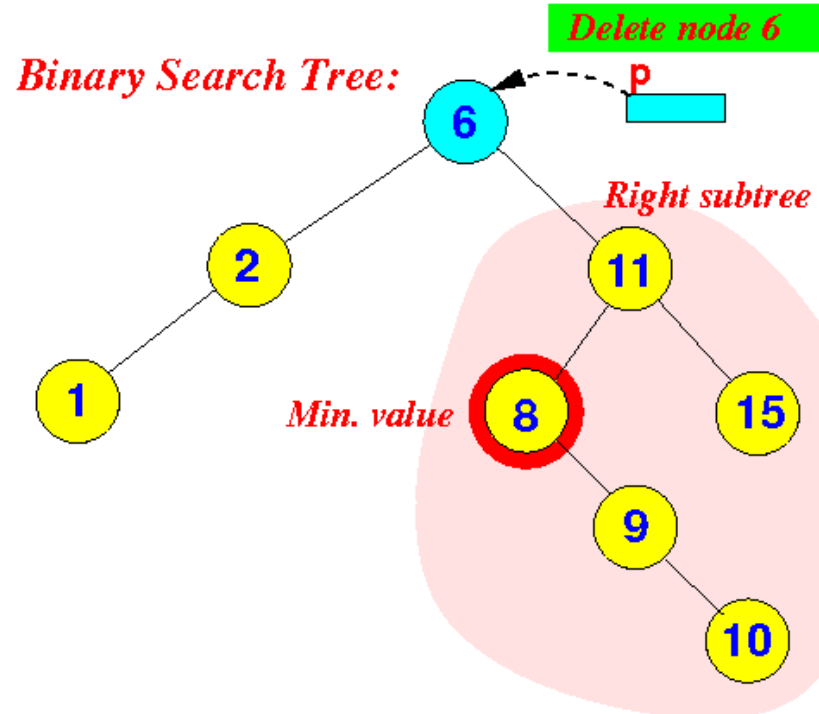 Delete node 6
Binary Search Tree:
p
6
Right subtree
2
11
1
Min. value
8
15
9
10